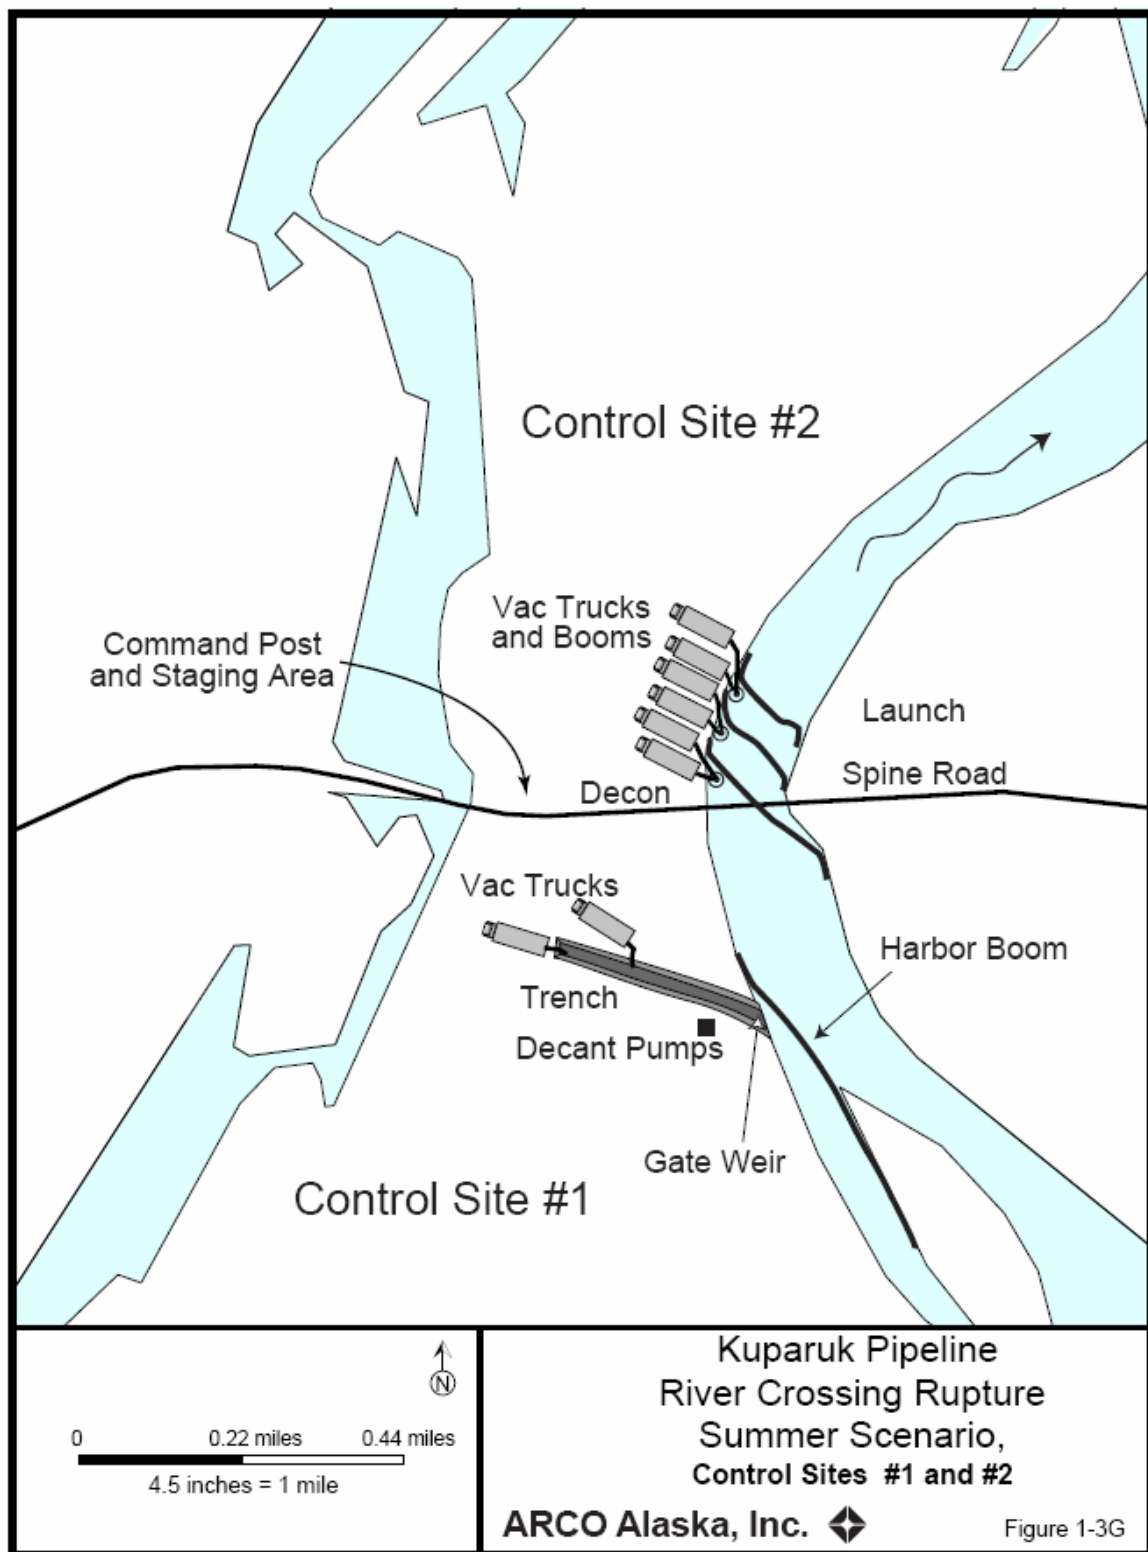 Control Site #2
Vac Trucks
and Booms
Command Post
and Staging Area
Launch
Spine Road
Decon
Vac Trucks
Harbor Boom
Trench
Decant Pumps
Gate Weir
Control Site #1
N
0 0.22 miles 0.44 miles
4.5 inches = 1 mile
Kuparuk Pipeline
River Crossing Rupture
Summer Scenario,
Control Sites #1 and #2
ARCO Alaska, Inc.
Figure 1-3G